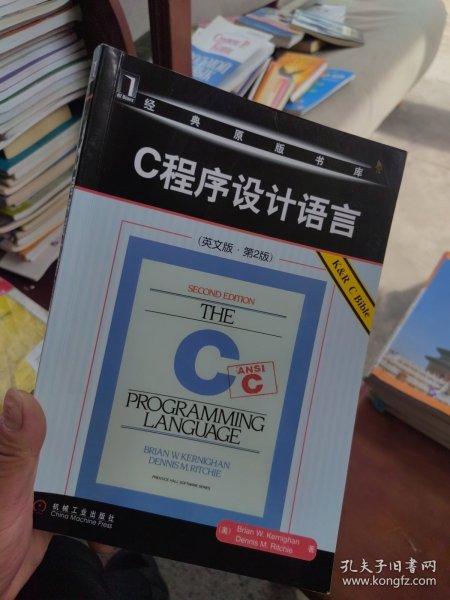 经典原版书库
C程序设计语言
(英文版·第2版)
K&R C Bible
SECOND EDITION
THE
C
ANSI
C
PROGRAMMING
LANGUAGE
BRIAN W. KERNIGHAN
DENNIS M. RITCHIE
PRENTICE HALL SOFTWARE SERIES
(美) Brian W. Kernighan
Dennis M. Ritchie 著
机械工业出版社
China Machine Press
孔夫子旧书网
www.kongfz.com